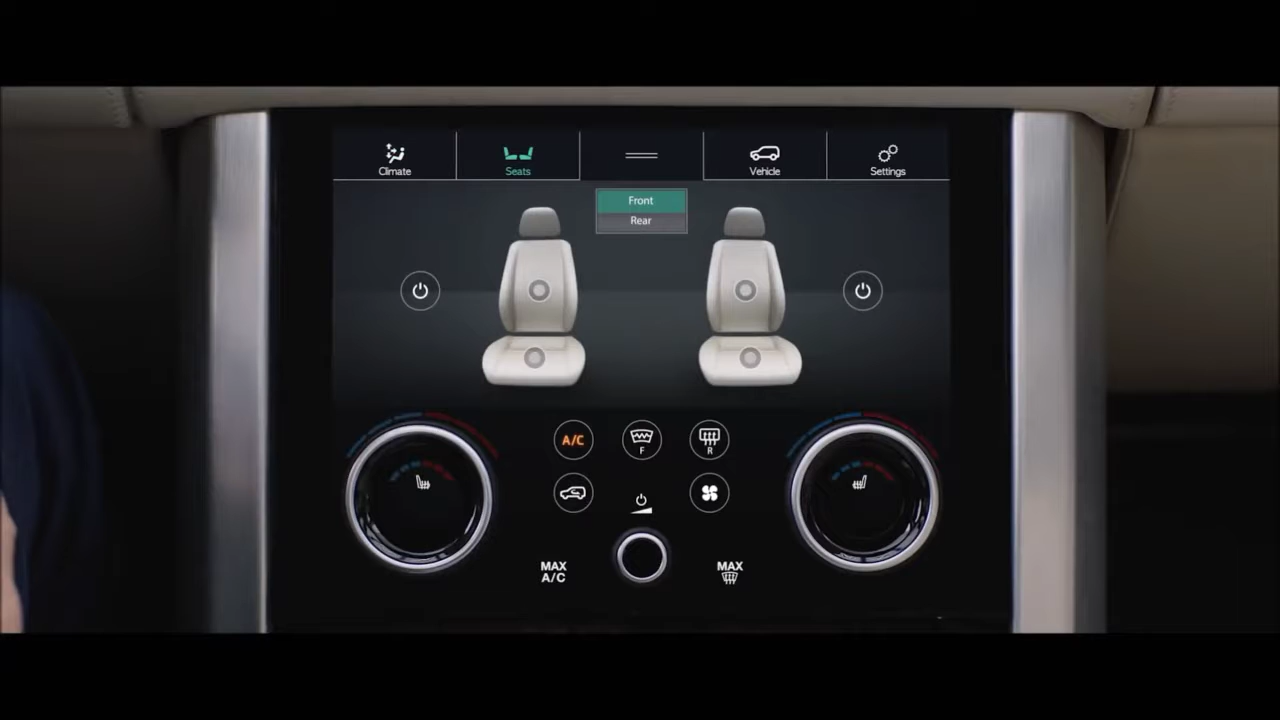 Climate
Seats
Vehicle
Settings
Front
Rear
A/C
F
R
MAX
A/C
MAX